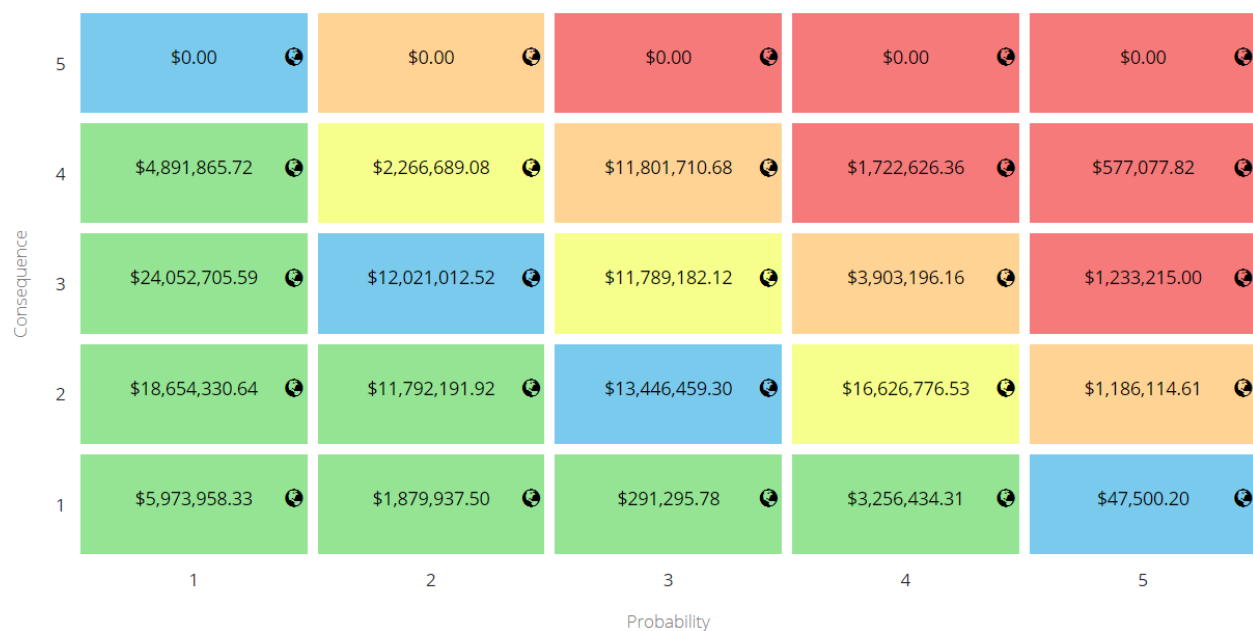 5 $0.00 $0.00 $0.00 $0.00 $0.00
4 $4,891,865.72 $2,266,689.08 $11,801,710.68 $1,722,626.36 $577,077.82
Consequence
3 $24,052,705.59 $12,021,012.52 $11,789,182.12 $3,903,196.16 $1,233,215.00
2 $18,654,330.64 $11,792,191.92 $13,446,459.30 $16,626,776.53 $1,186,114.61
1 $5,973,958.33 $1,879,937.50 $291,295.78 $3,256,434.31 $47,500.20
1 2 3 4 5
Probability